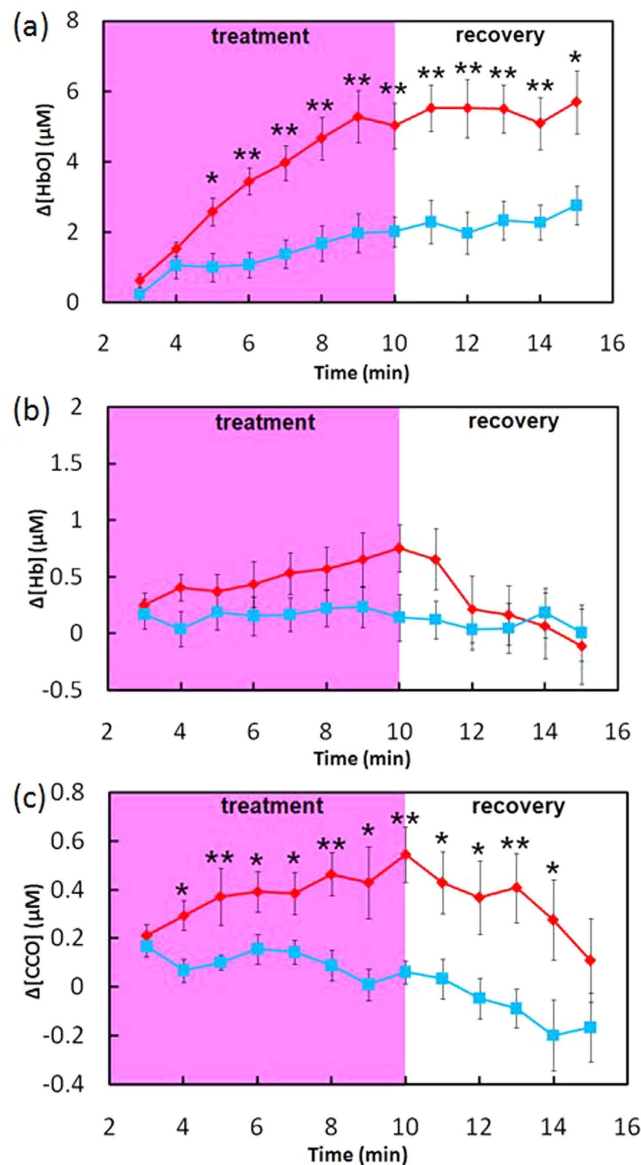 (a)
treatment recovery
* ** ** ** ** ** ** ** ** ** *
8
6
4
2
0
Δ[HbO] (μM)
2 4 6 8 10 12 14 16
Time (min)
(b)
treatment recovery
2
1.5
1
0.5
0
-0.5
Δ[Hb] (μM)
2 4 6 8 10 12 14 16
Time (min)
(c)
treatment recovery
* ** * * ** * ** * * ** *
0.8
0.6
0.4
0.2
0
-0.2
-0.4
Δ[CCO] (μM)
2 4 6 8 10 12 14 16
Time (min)